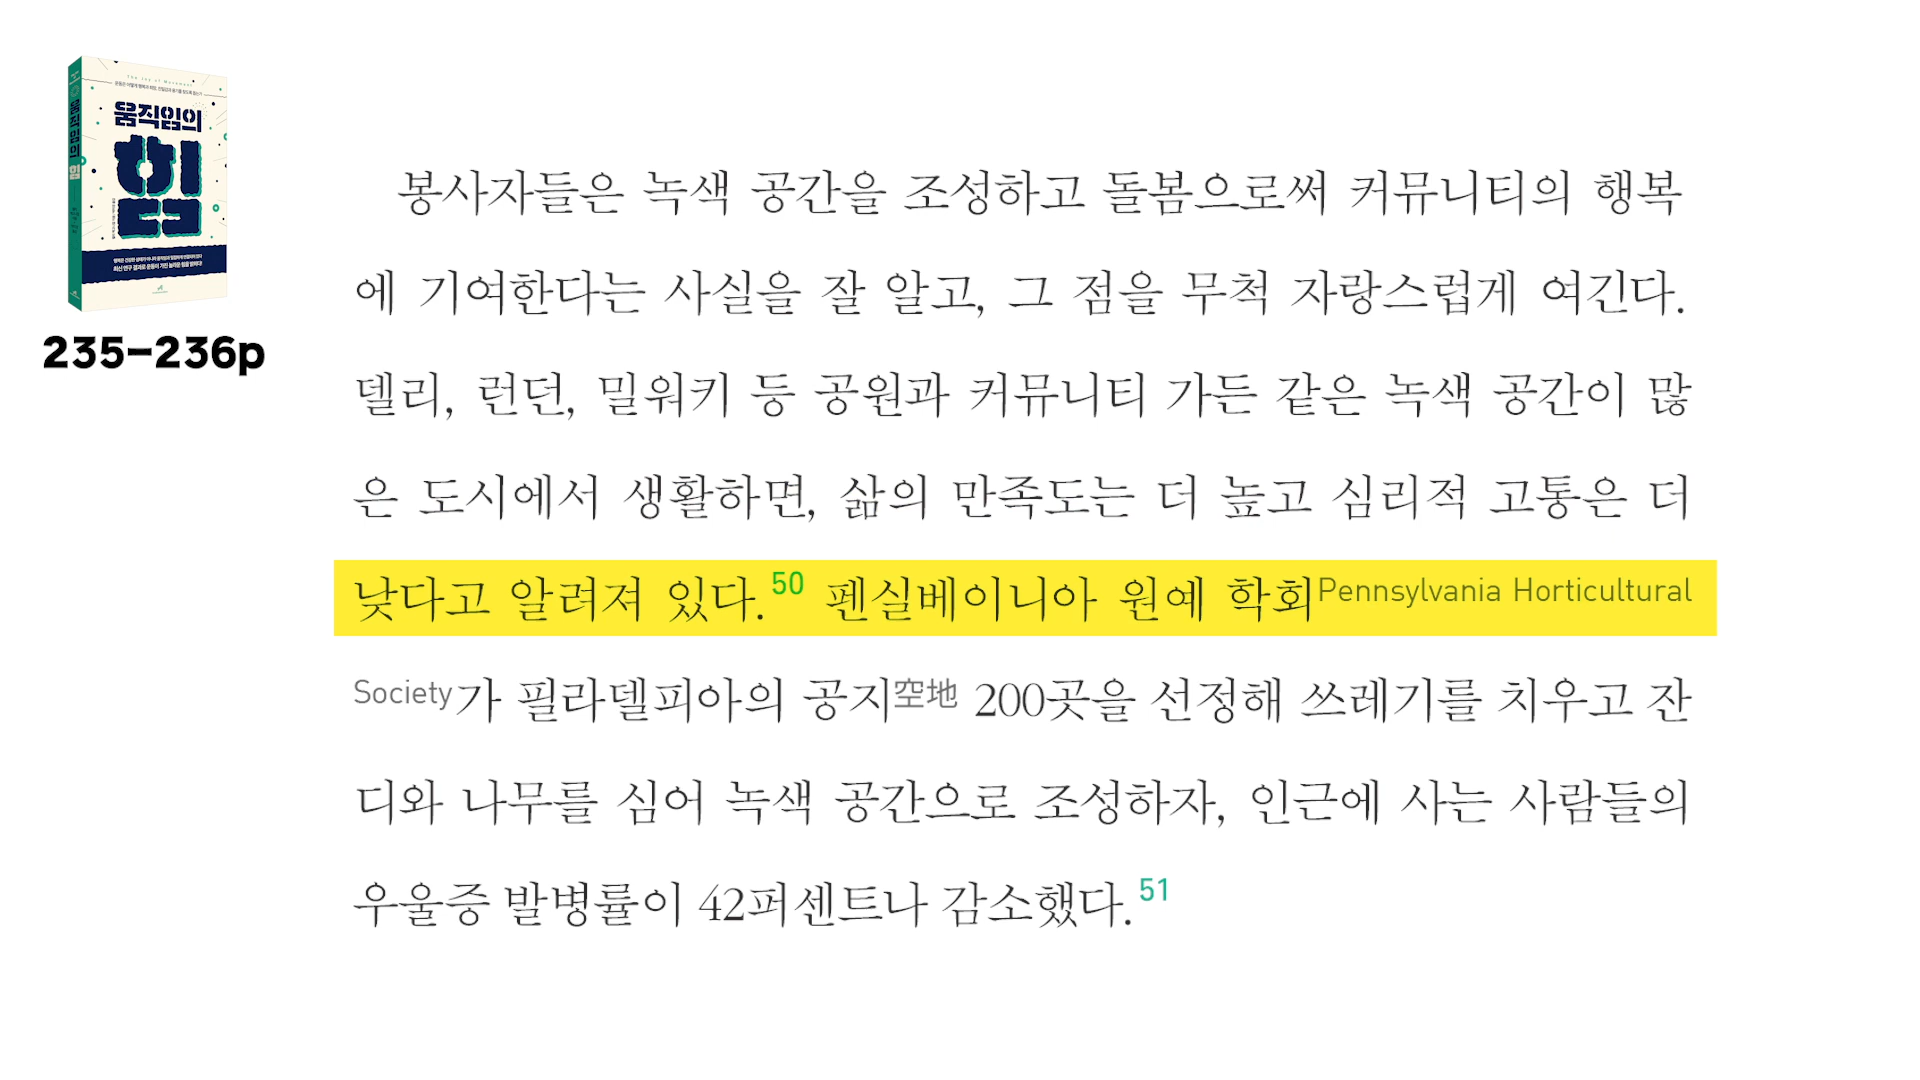 The Joy of Movement
움직임의
힘
움직임의 힘
235-236p
봉사자들은 녹색 공간을 조성하고 돌봄으로써 커뮤니티의 행복
에 기여한다는 사실을 잘 알고, 그 점을 무척 자랑스럽게 여긴다.
델리, 런던, 밀워키 등 공원과 커뮤니티 가든 같은 녹색 공간이 많
은 도시에서 생활하면, 삶의 만족도는 더 높고 심리적 고통은 더
낮다고 알려져 있다.50 펜실베이니아 원예 학회Pennsylvania Horticultural
Society가 필라델피아의 공지空地 200곳을 선정해 쓰레기를 치우고 잔
디와 나무를 심어 녹색 공간으로 조성하자, 인근에 사는 사람들의
우울증 발병률이 42퍼센트나 감소했다.51